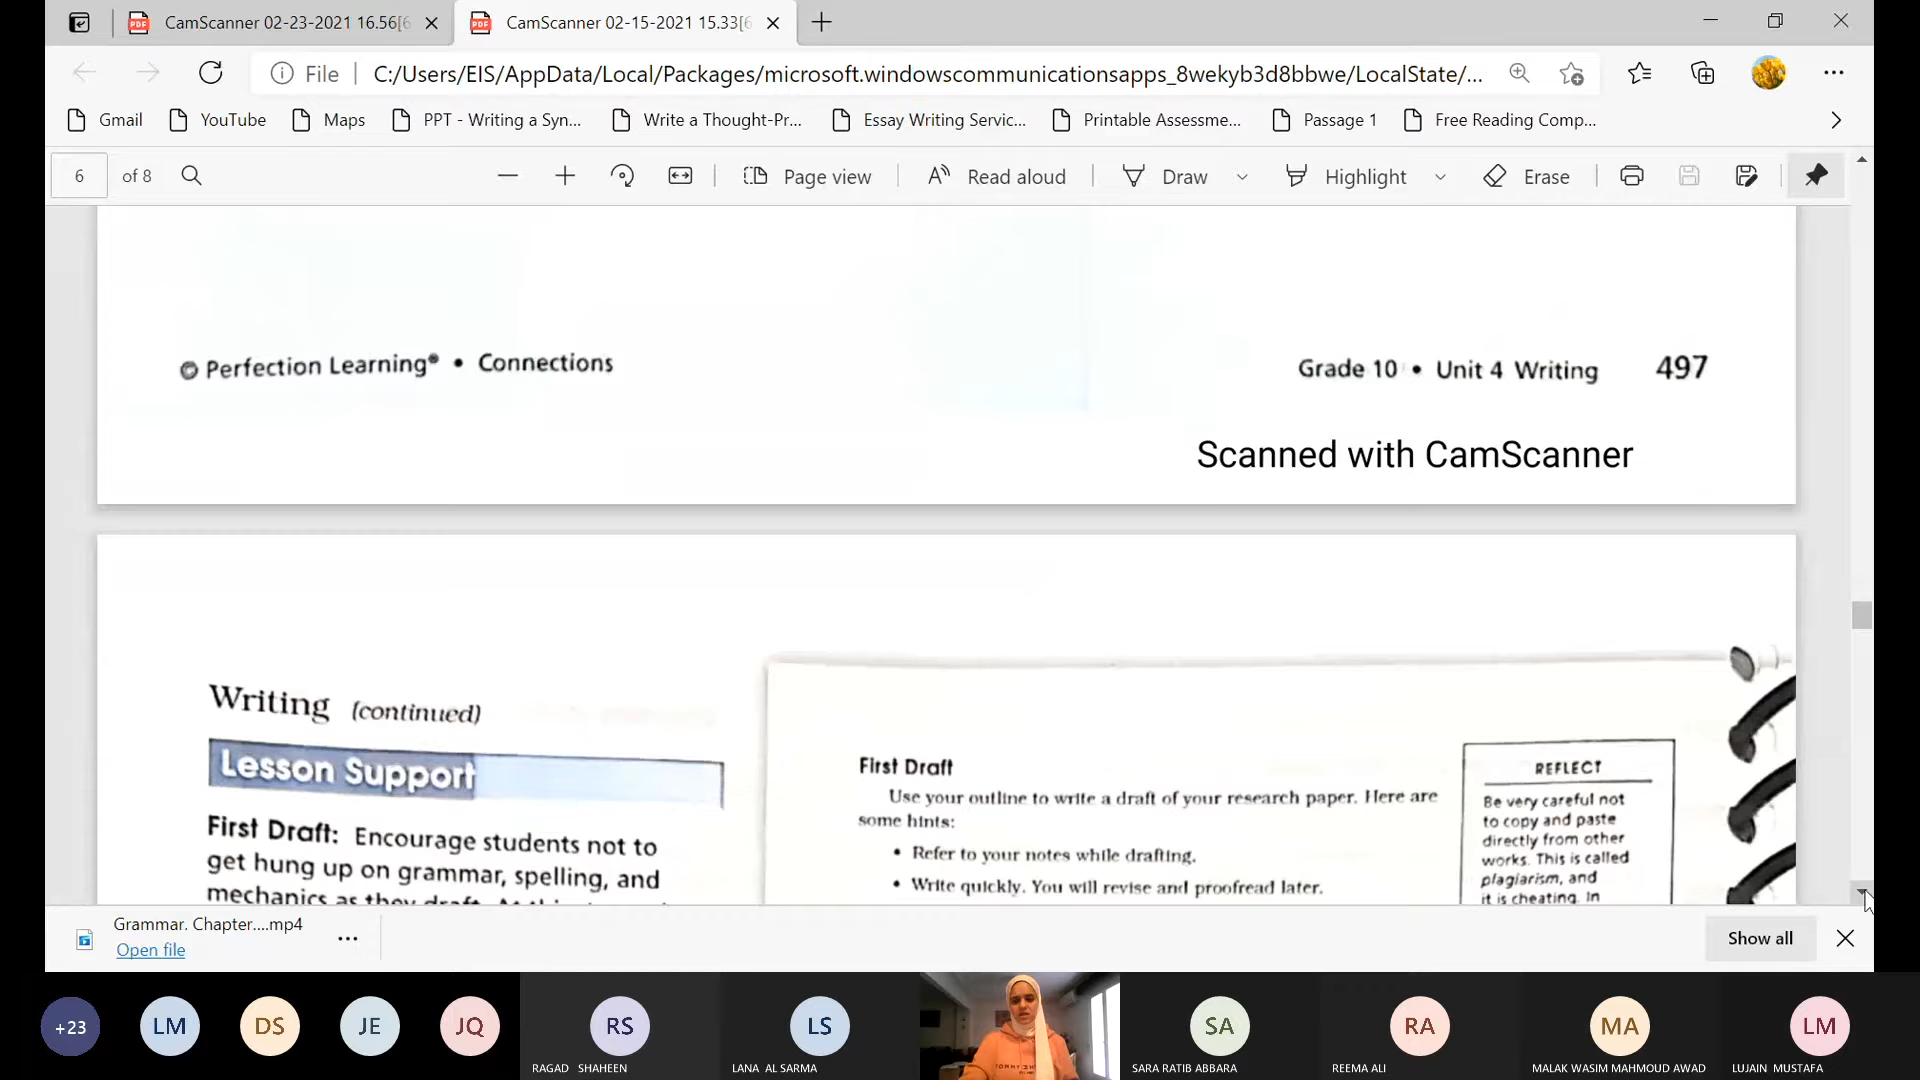 CamScanner 02-23-2021 16.56[6
CamScanner 02-15-2021 15.33[6
File
C:/Users/EIS/AppData/Local/Packages/microsoft.windowscommunicationsapps_8wekyb3d8bbwe/LocalState/...
Gmail
YouTube
Maps
PPT - Writing a Syn...
Write a Thought-Pr...
Essay Writing Servic...
Printable Assessme...
Passage 1
Free Reading Comp...
6 of 8
Page view
Read aloud
Draw
Highlight
Erase
© Perfection Learning® • Connections
Grade 10 • Unit 4 Writing 497
Scanned with CamScanner
Writing (continued)
Lesson Support
First Draft: Encourage students not to
get hung up on grammar, spelling, and
mechanics as they draft. At this
First Draft
Use your outline to write a draft of your research paper. Here are
some hints:
• Refer to your notes while drafting.
• Write quickly. You will revise and proofread later.
REFLECT
Be very careful not
to copy and paste
directly from other
works. This is called
plagiarism, and
it is cheating. In
Grammar. Chapter....mp4
Open file
Show all
+23
LM
DS
JE
JQ
RS
RAGAD SHAHEEN
LS
LANA AL SARMA
SA
SARA RATIB ABBARA
RA
REEMA ALI
MA
MALAK WASIM MAHMOUD AWAD
LM
LUJAIN MUSTAFA